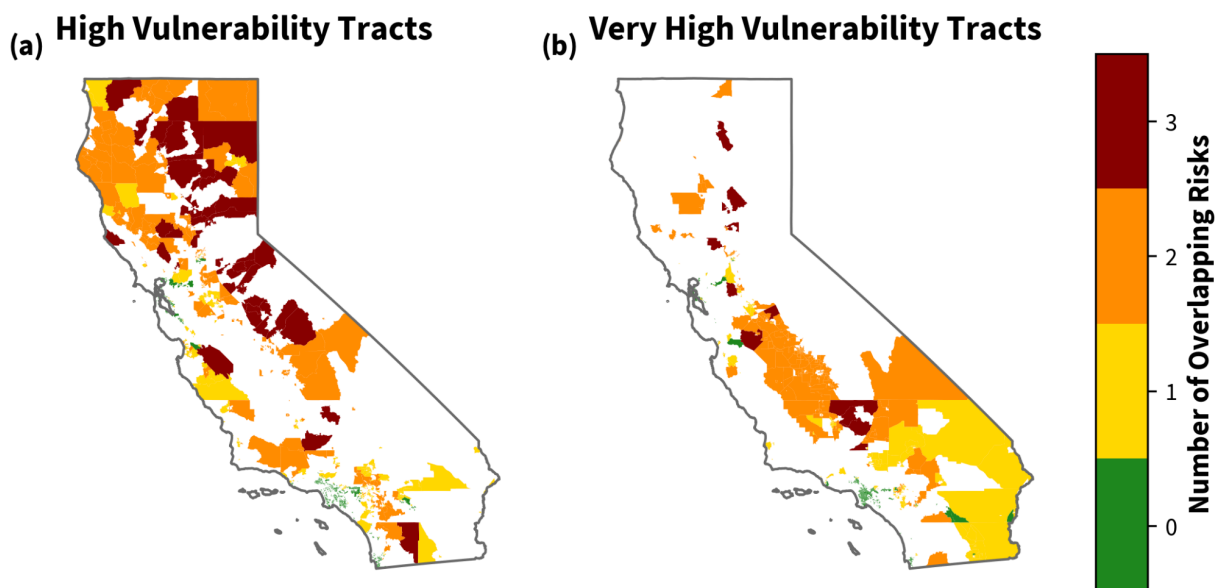 (a) High Vulnerability Tracts
(b) Very High Vulnerability Tracts
3
2
1
0
Number of Overlapping Risks